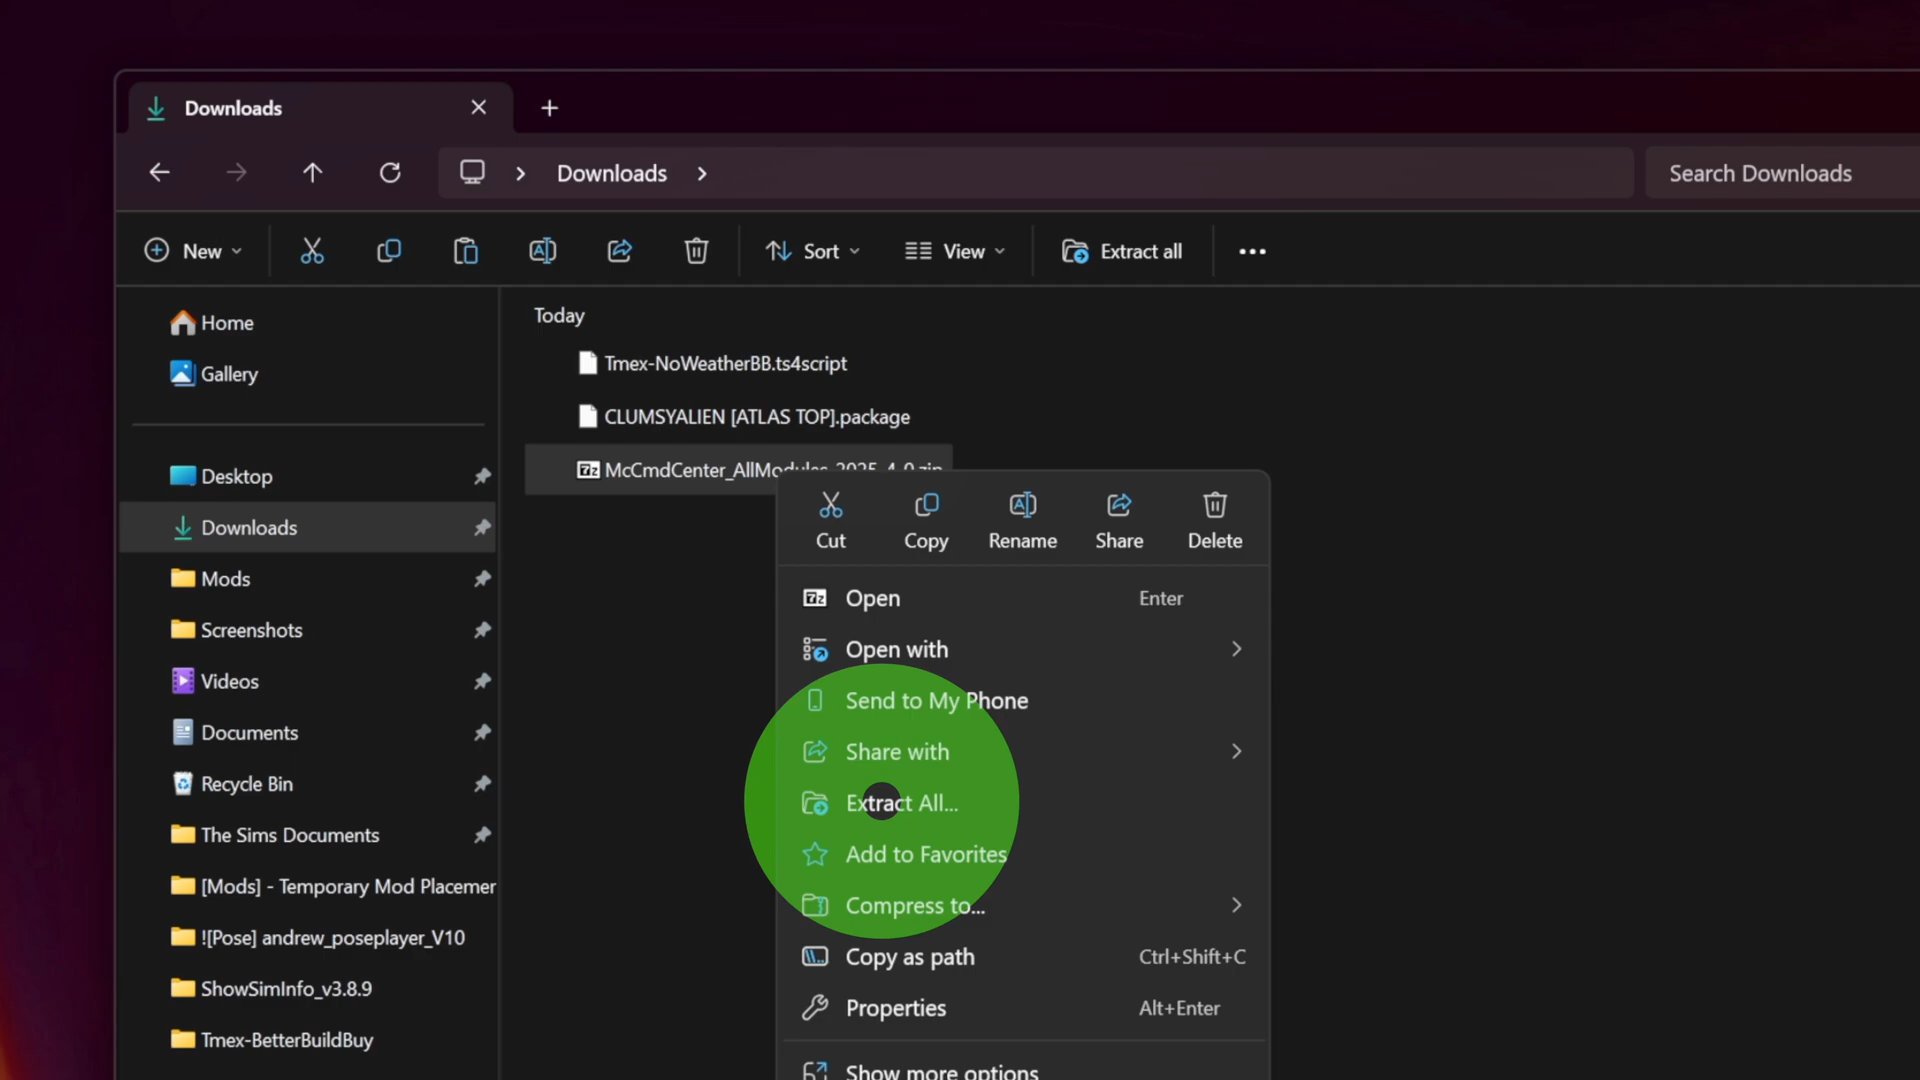 Downloads
Downloads
Search Downloads
New
Sort
View
Extract all
Home
Gallery
Desktop
Downloads
Mods
Screenshots
Videos
Documents
Recycle Bin
The Sims Documents
[Mods] - Temporary Mod Placemer
![Pose] andrew_poseplayer_V10
ShowSimInfo_v3.8.9
Tmex-BetterBuildBuy
Today
Tmex-NoWeatherBB.ts4script
CLUMSYALIEN [ATLAS TOP].package
McCmdCenter_AllModules_2025_4_0.zip
Cut
Copy
Rename
Share
Delete
Open Enter
Open with
Send to My Phone
Share with
Extract All...
Add to Favorites
Compress to...
Copy as path Ctrl+Shift+C
Properties Alt+Enter
Show more options